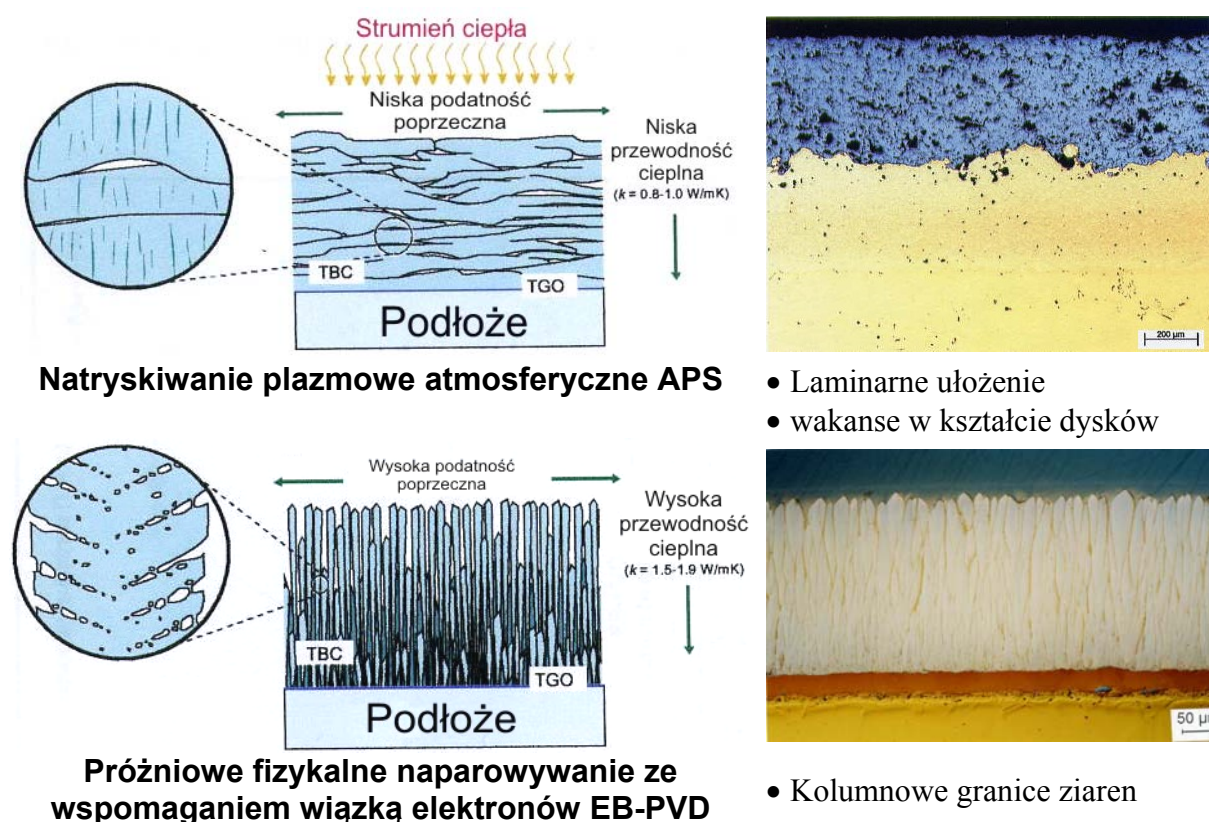 Strumień ciepła
Niska podatność
poprzeczna
Niska
przewodność
cieplna
(k = 0.8-1.0 W/mK)
TBC
TGO
Podłoże
200 µm
Natryskiwanie plazmowe atmosferyczne APS
• Laminarne ułożenie
• wakanse w kształcie dysków
Wysoka podatność
poprzeczna
Wysoka
przewodność
cieplna
(k = 1.5-1.9 W/mK)
TBC
TGO
Podłoże
50 µ
Próżniowe fizykalne naparowywanie ze
wspomaganiem wiązką elektronów EB-PVD
• Kolumnowe granice ziaren